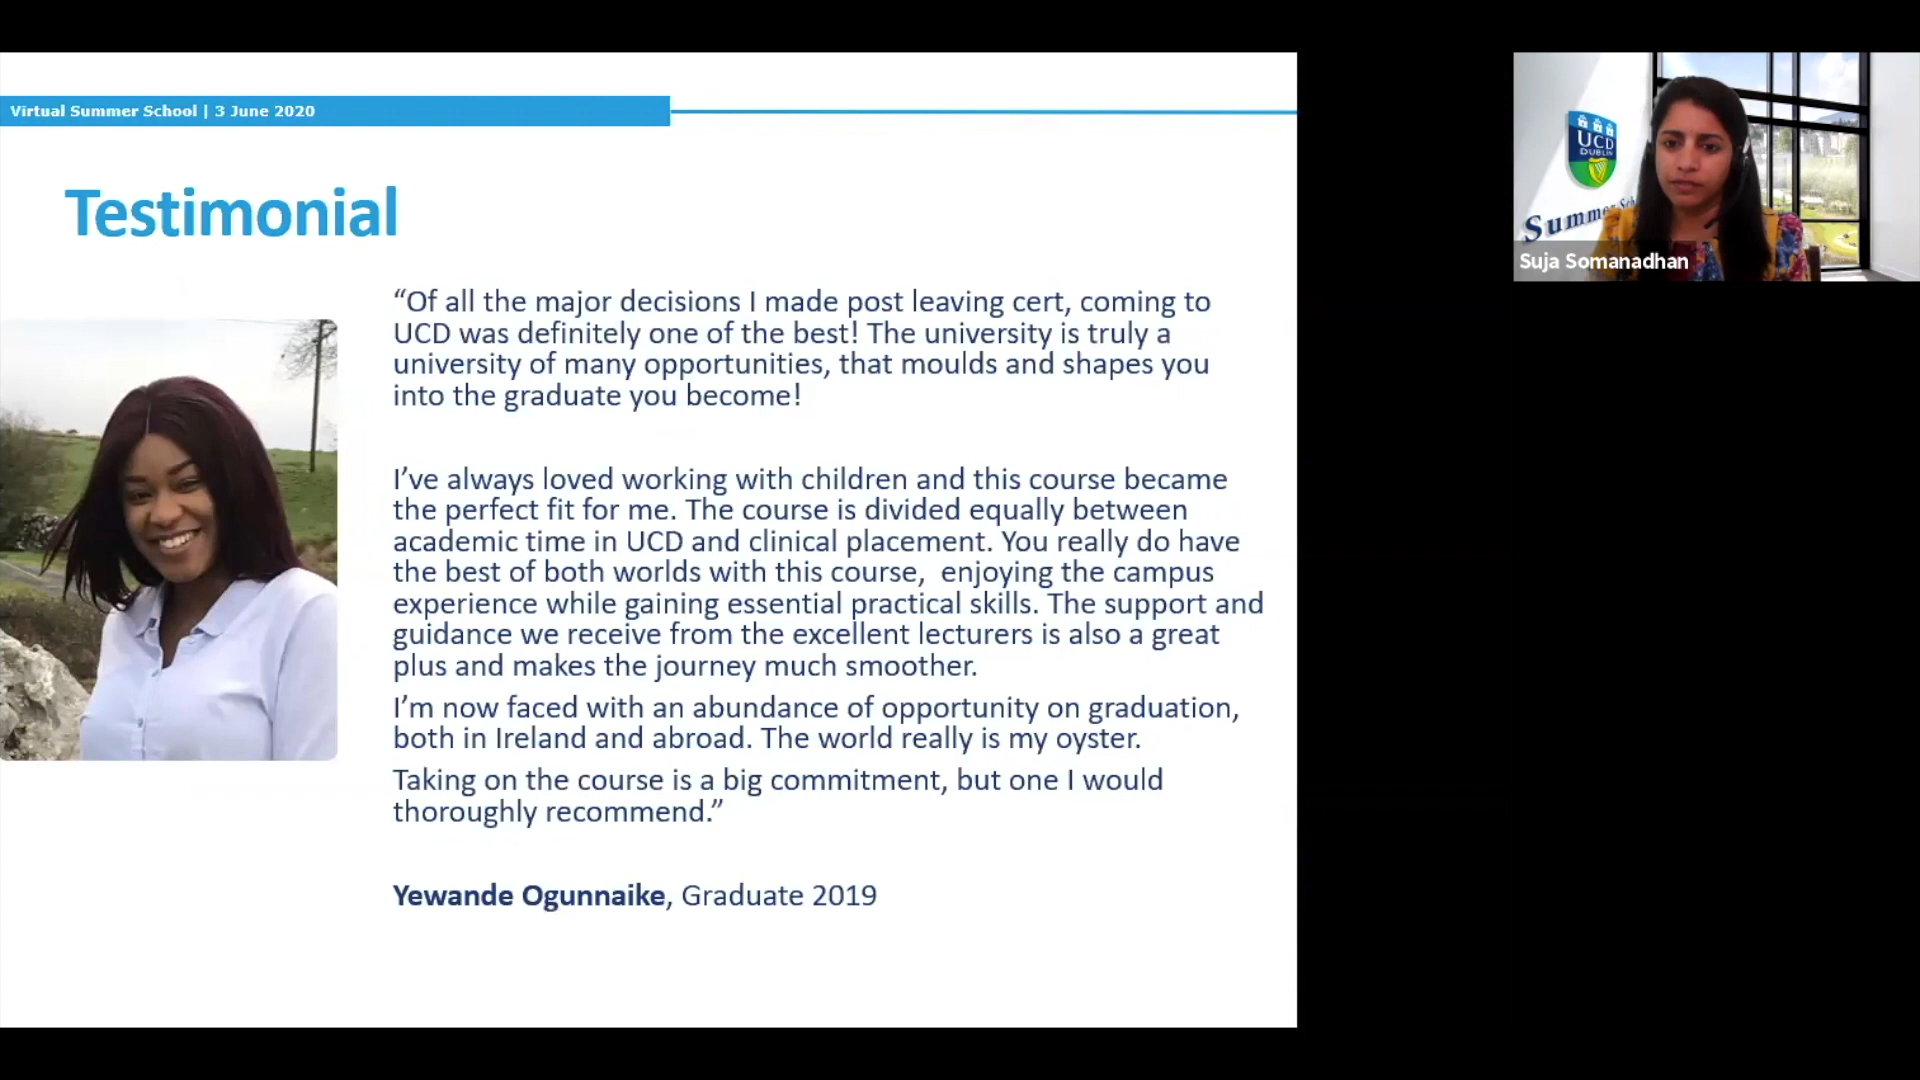 Virtual Summer School | 3 June 2020
Testimonial
“Of all the major decisions I made post leaving cert, coming to
UCD was definitely one of the best! The university is truly a
university of many opportunities, that moulds and shapes you
into the graduate you become!
I’ve always loved working with children and this course became
the perfect fit for me. The course is divided equally between
academic time in UCD and clinical placement. You really do have
the best of both worlds with this course,  enjoying the campus
experience while gaining essential practical skills. The support and
guidance we receive from the excellent lecturers is also a great
plus and makes the journey much smoother.
I’m now faced with an abundance of opportunity on graduation,
both in Ireland and abroad. The world really is my oyster.
Taking on the course is a big commitment, but one I would
thoroughly recommend.”
Yewande Ogunnaike, Graduate 2019
UCD
DUBLIN
Summer Sch
Suja Somanadhan